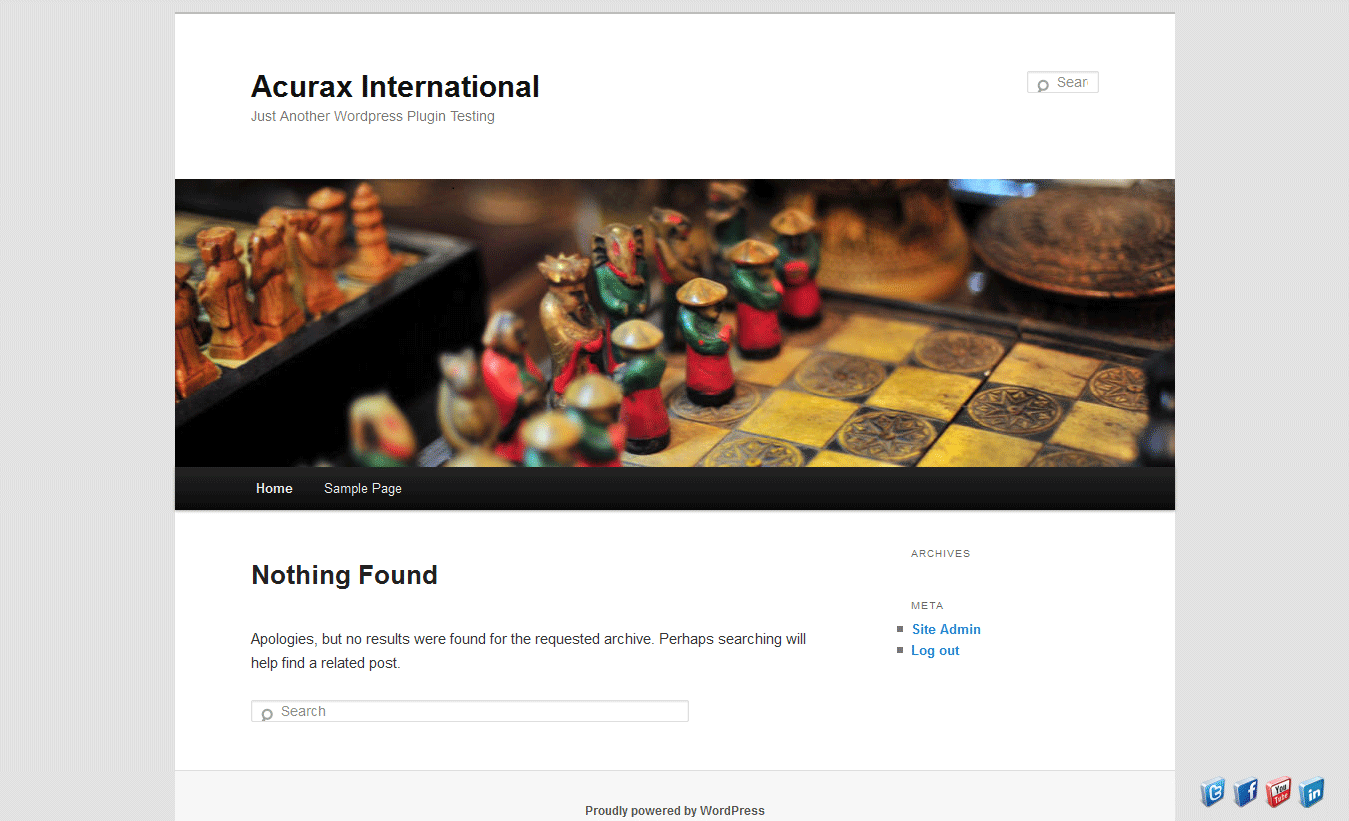 Acurax International
Just Another Wordpress Plugin Testing
Sear
Home
Sample Page
Nothing Found
Apologies, but no results were found for the requested archive. Perhaps searching will
help find a related post.
Search
ARCHIVES
META
Site Admin
Log out
Proudly powered by WordPress
You
Tube
in